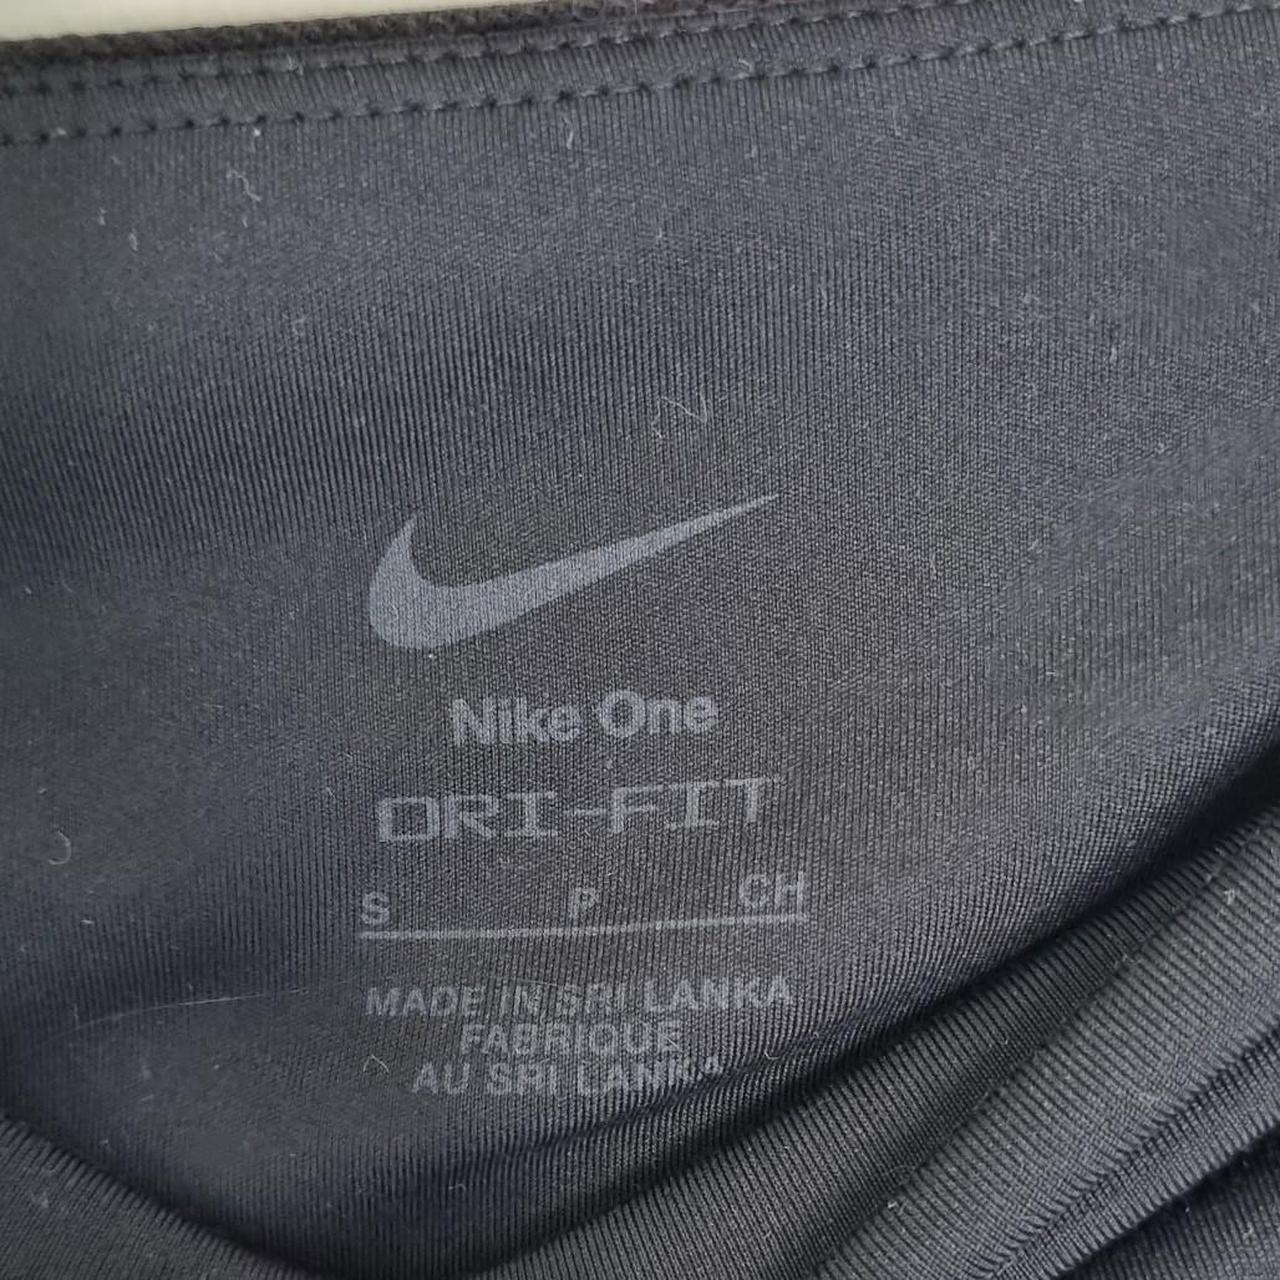 Nike One
DRI-FIT
S P CH
MADE IN SRI LANKA
FABRIQUE
AU SRI LANKA